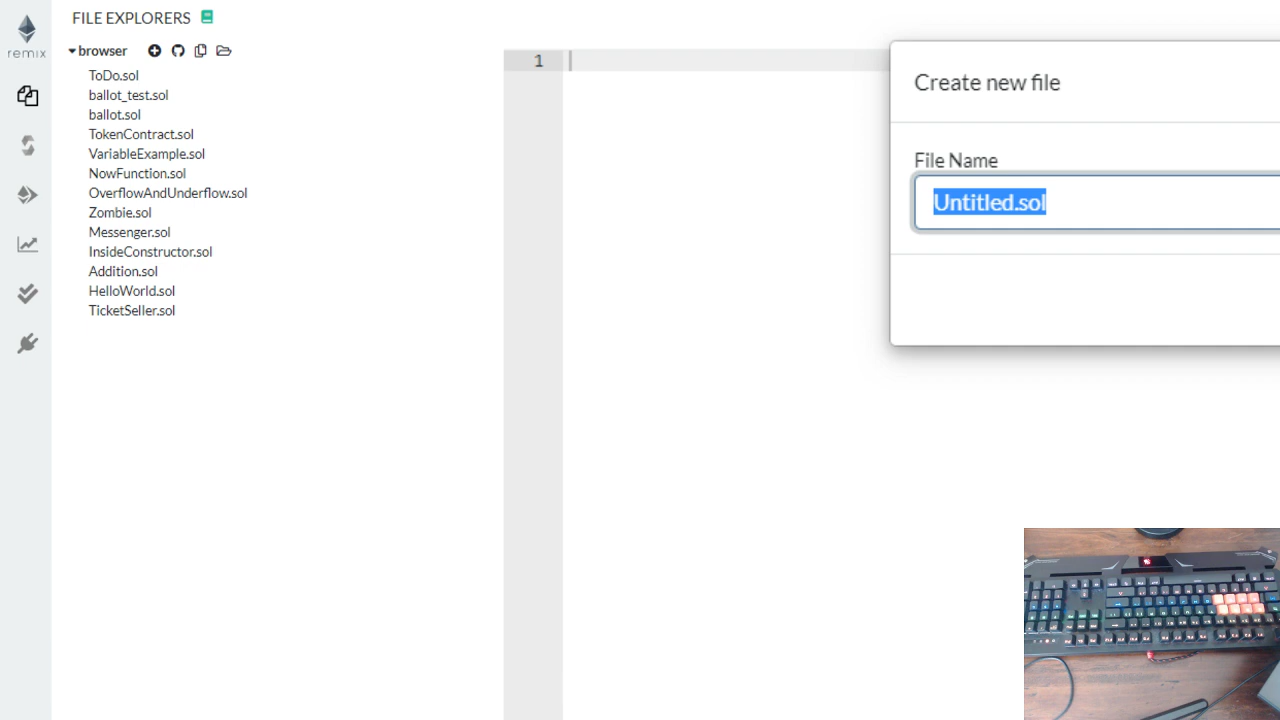 FILE EXPLORERS
remix
browser
ToDo.sol
ballot_test.sol
ballot.sol
TokenContract.sol
VariableExample.sol
NowFunction.sol
OverflowAndUnderflow.sol
Zombie.sol
Messenger.sol
InsideConstructor.sol
Addition.sol
HelloWorld.sol
TicketSeller.sol
1
Create new file
File Name
Untitled.sol